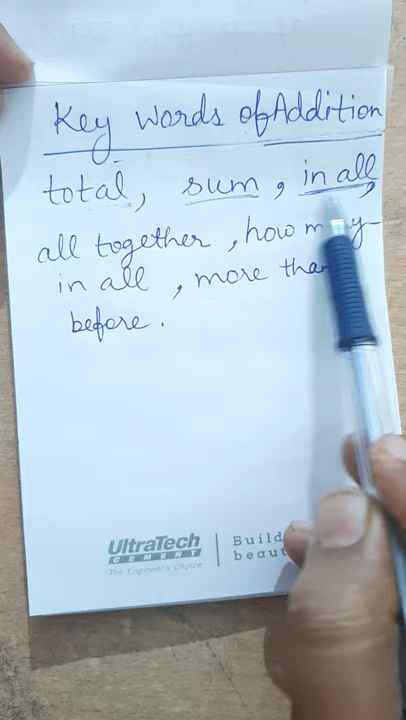 Key words of Addition
total, sum, in all,
all together, how
in all, more
before.
UltraTech
CEMENT
The Engineer's Choice
Build